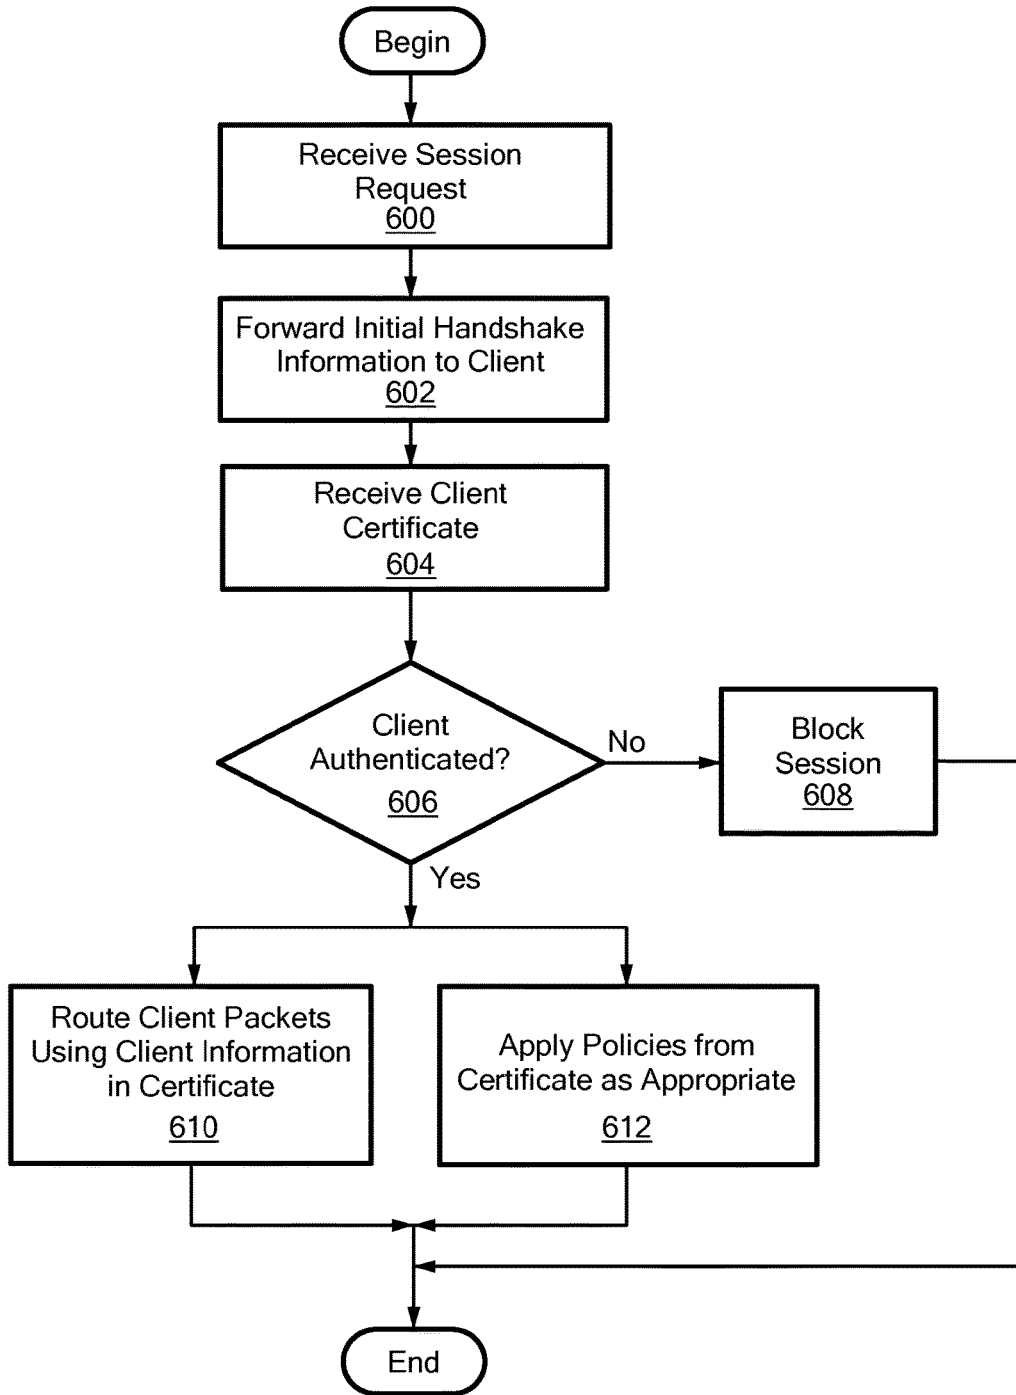 Begin
Receive Session
Request
600
Forward Initial Handshake
Information to Client
602
Receive Client
Certificate
604
Client
Authenticated?
606
No
Block
Session
608
Yes
Route Client Packets
Using Client Information
in Certificate
610
Apply Policies from
Certificate as Appropriate
612
End